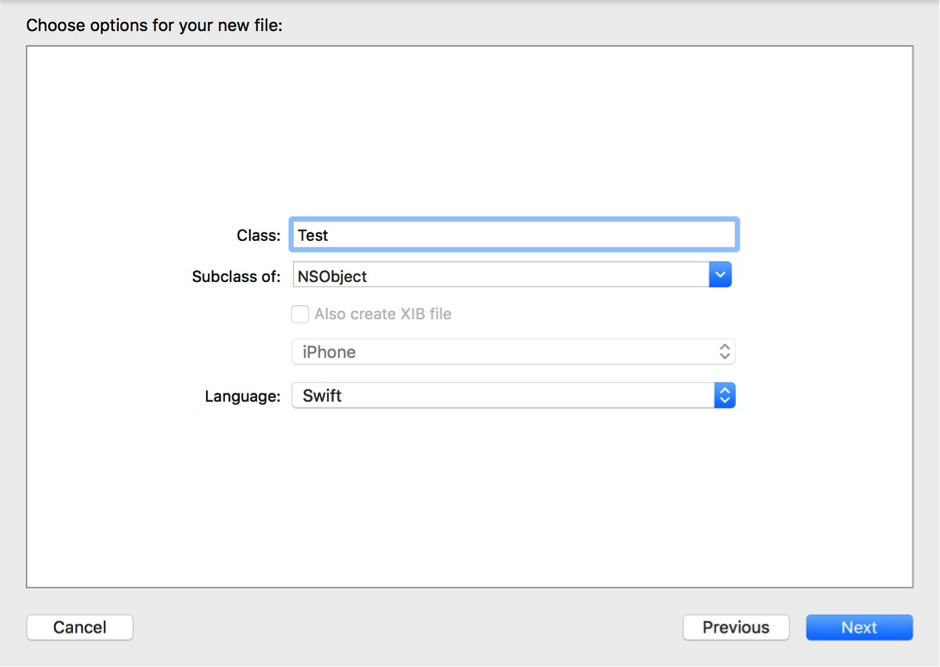 Choose options for your new file:
Class: Test
Subclass of: NSObject
Also create XIB file
iPhone
Language: Swift
Cancel Previous Next